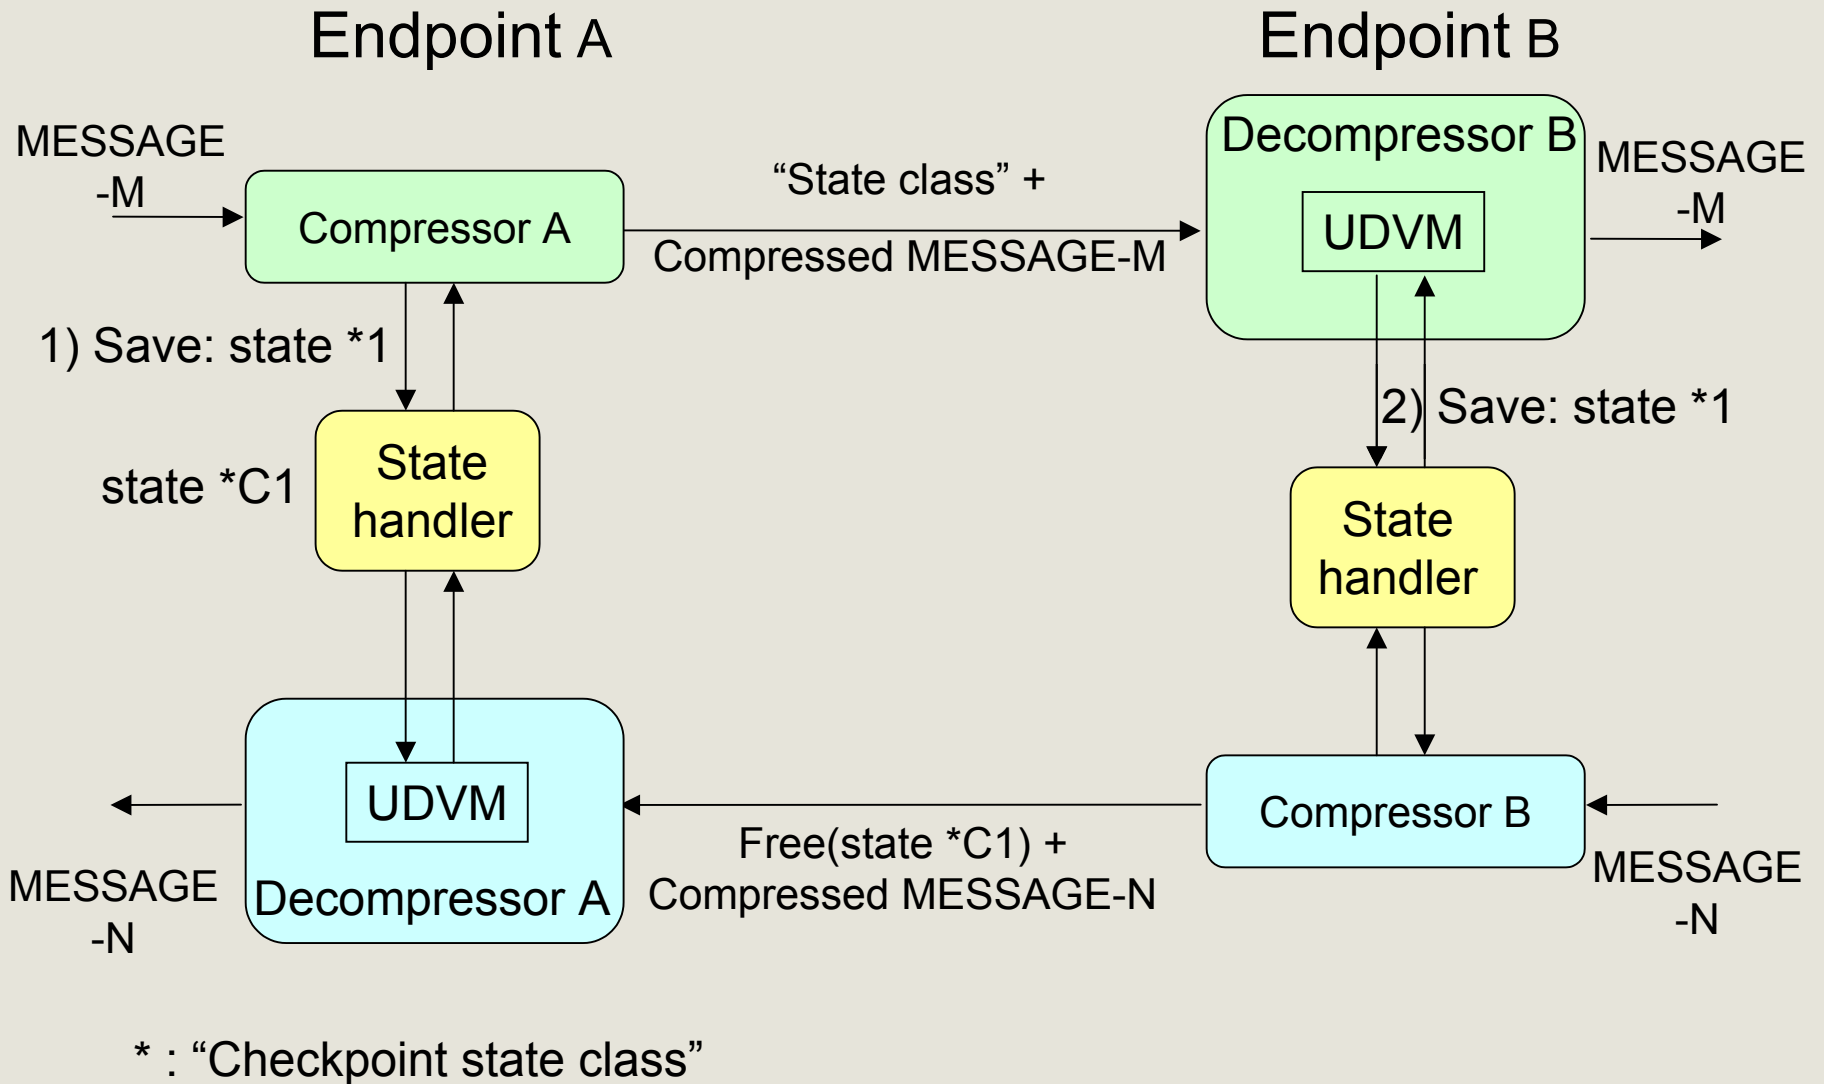 Endpoint A
Endpoint B
MESSAGE
-M
Compressor A
“State class” +
Compressed MESSAGE-M
Decompressor B
UDVM
MESSAGE
-M
1) Save: state *1
2) Save: state *1
state *C1
State
handler
State
handler
UDVM
Decompressor A
MESSAGE
-N
Free(state *C1) +
Compressed MESSAGE-N
Compressor B
MESSAGE
-N
* : “Checkpoint state class”